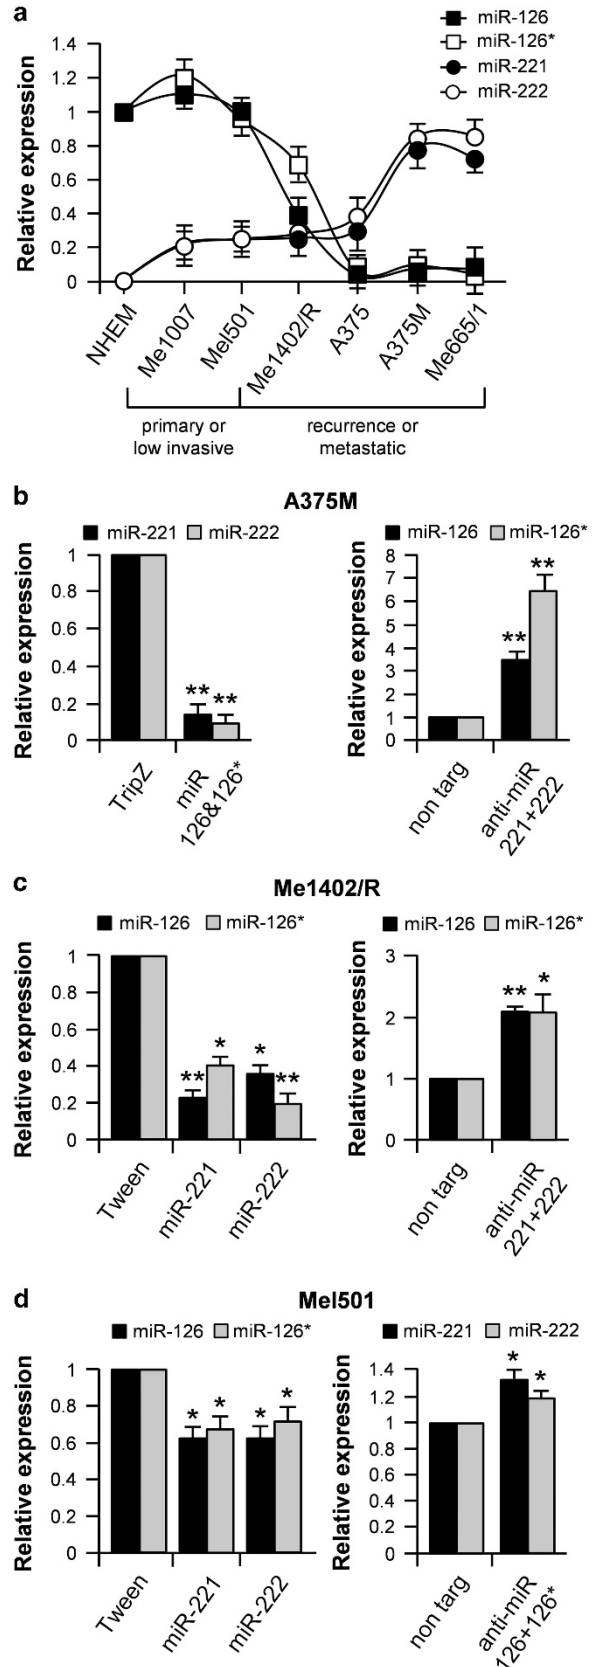 a
miR-126
miR-126*
miR-221
miR-222
Relative expression
1.4
1.2
1
0.8
0.6
0.4
0.2
0
NHEM
Me1007
Mel501
Me1402/R
A375
A375M
Me665/1
primary or
low invasive
recurrence or
metastatic
b
A375M
miR-221 miR-222
Relative expression
1
0.8
0.6
0.4
0.2
0
** **
TripZ
miR
126&126*
miR-126 miR-126*
Relative expression
8
7
6
5
4
3
2
1
0
** **
non targ
anti-miR
221+222
c
Me1402/R
miR-126 miR-126*
Relative expression
1
0.8
0.6
0.4
0.2
0
** * * **
Tween
miR-221
miR-222
miR-126 miR-126*
Relative expression
3
2
1
0
** *
non targ
anti-miR
221+222
d
Mel501
miR-126 miR-126*
Relative expression
1
0.8
0.6
0.4
0.2
0
* * * *
Tween
miR-221
miR-222
miR-221 miR-222
Relative expression
1.4
1.2
1
0.8
0.6
0.4
0.2
0
* *
non targ
anti-miR
126+126*